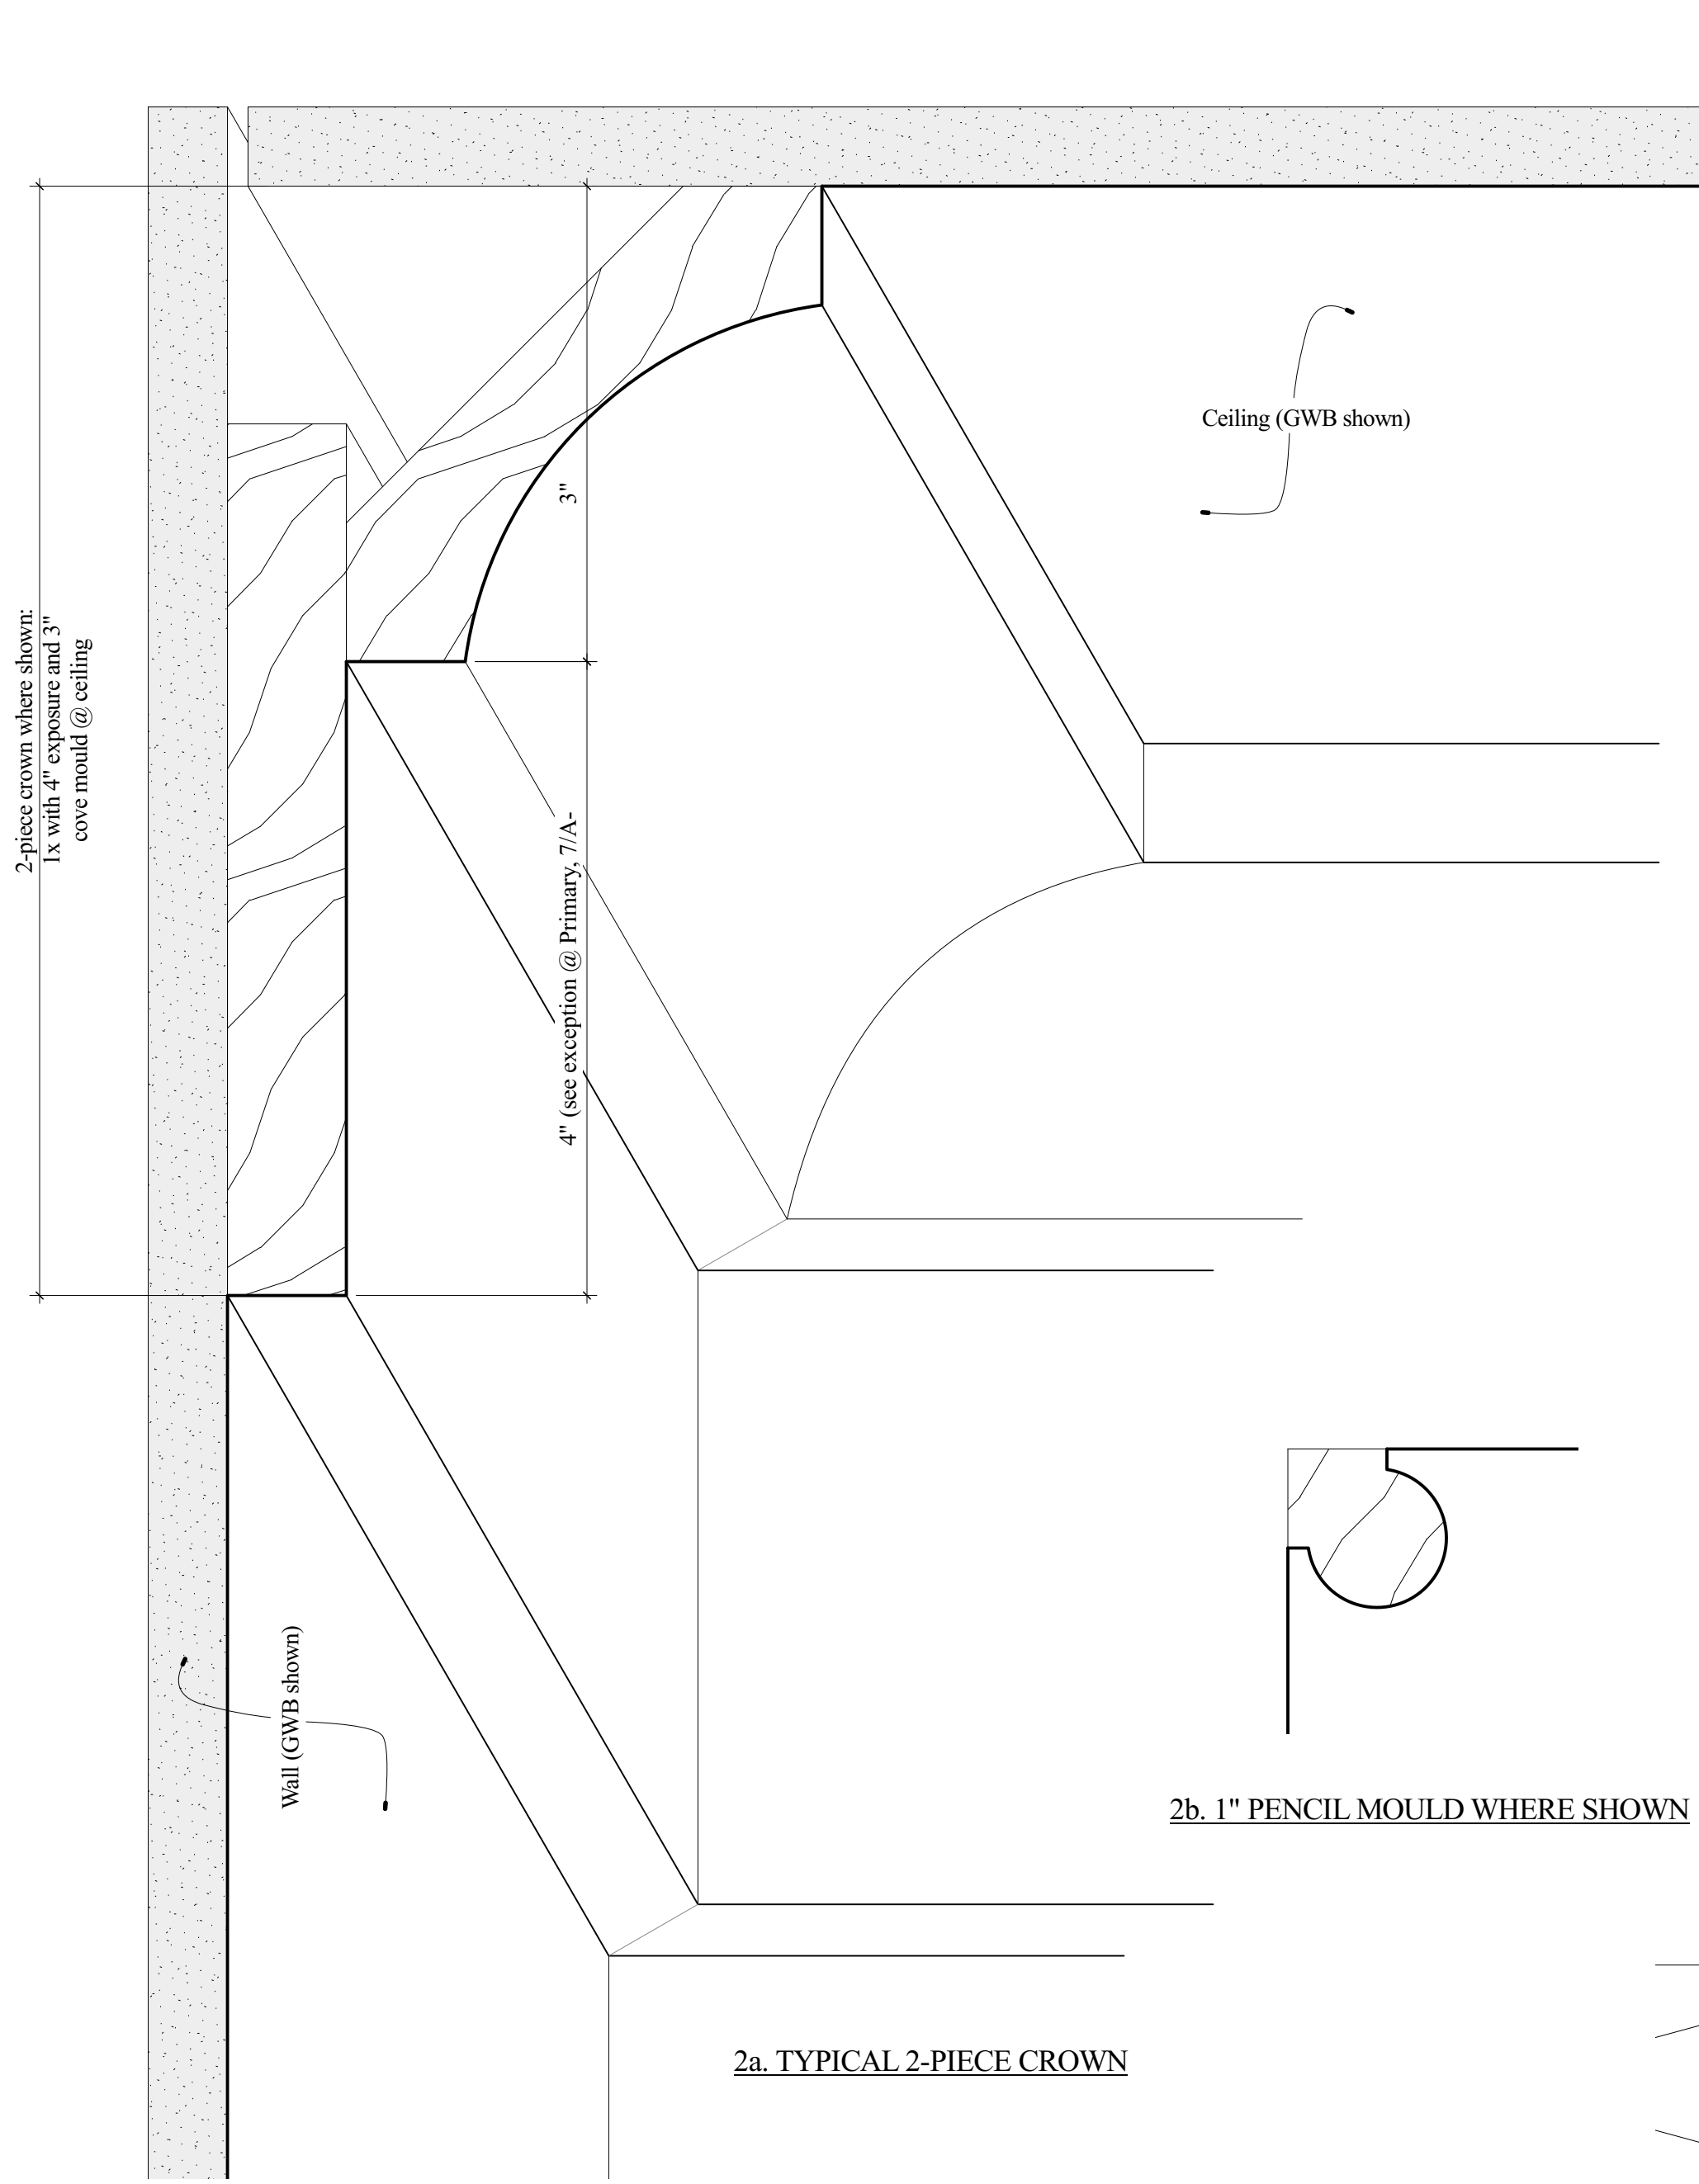 2-piece crown where shown:
1x with 4" exposure and 3"
cove mould @ ceiling
3"
4" (see exception @ Primary, 7/A-
Ceiling (GWB shown)
Wall (GWB shown)
2b. 1" PENCIL MOULD WHERE SHOWN
2a. TYPICAL 2-PIECE CROWN